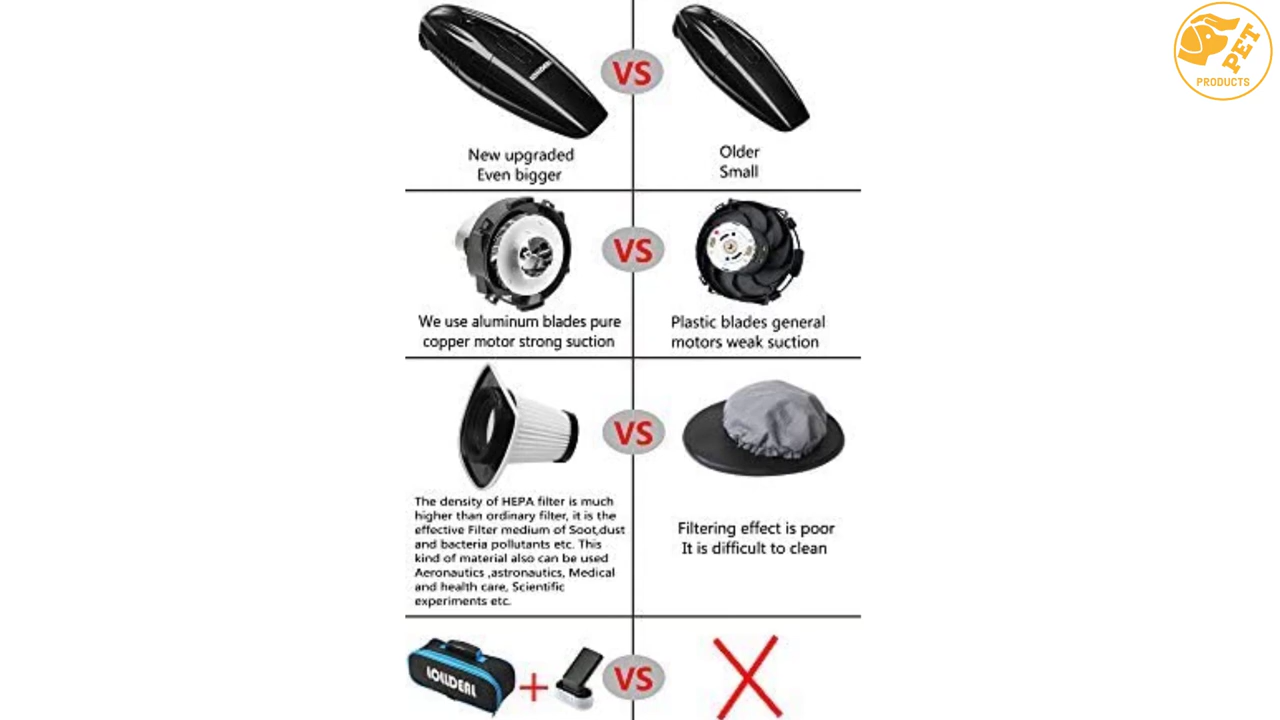 PET
PRODUCTS
VS
New upgraded
Even bigger
Older
Small
VS
We use aluminum blades pure
copper motor strong suction
Plastic blades general
motors weak suction
VS
The density of HEPA filter is much
higher than ordinary filter, it is the
effective Filter medium of Soot,dust
and bacteria pollutants etc. This
kind of material also can be used
Aeronautics ,astronautics, Medical
and health care, Scientific
experiments etc.
Filtering effect is poor
It is difficult to clean
LOLLDEAL
+
VS